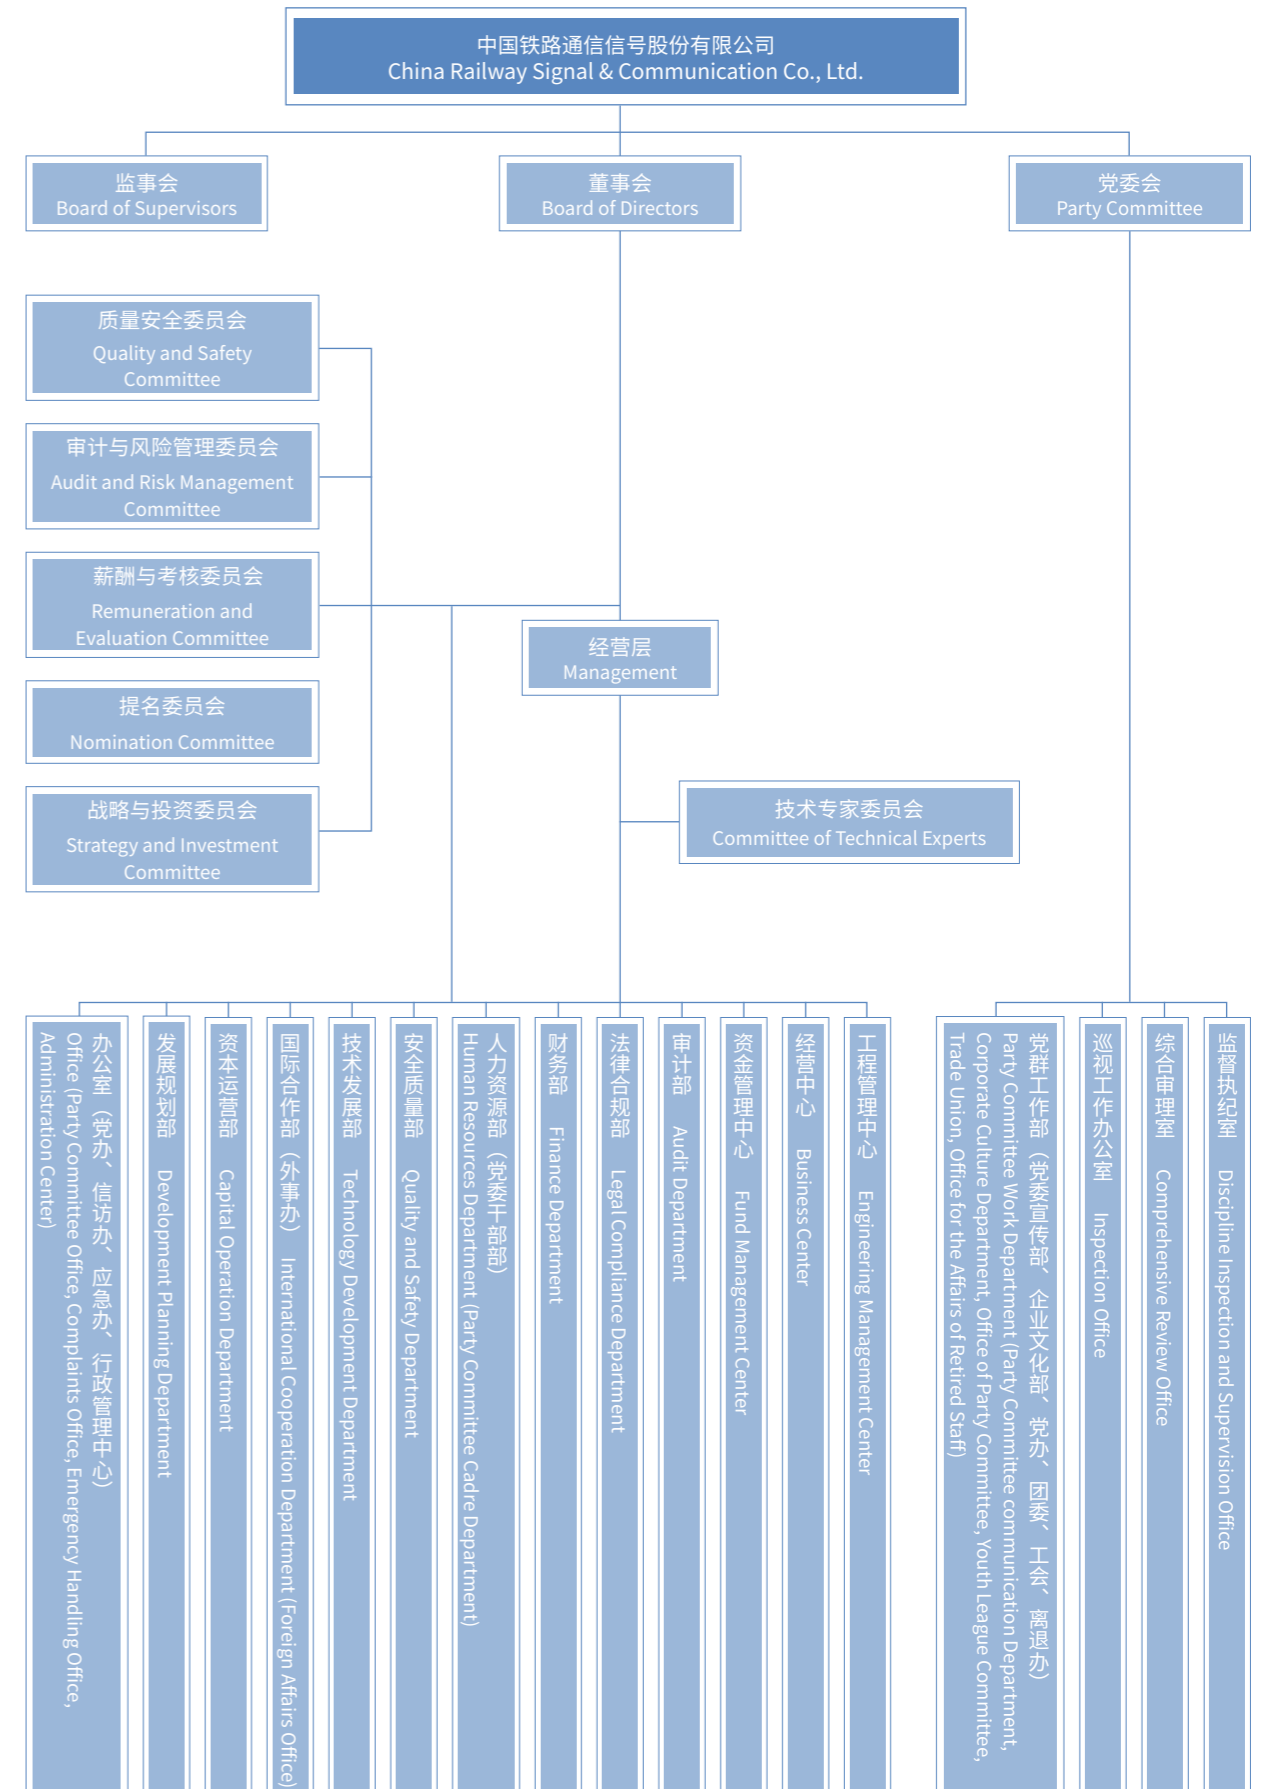 中国铁路通信信号股份有限公司
China Railway Signal & Communication Co., Ltd.
监事会
Board of Supervisors
董事会
Board of Directors
党委会
Party Committee
质量安全委员会
Quality and Safety
Committee
审计与风险管理委员会
Audit and Risk Management
Committee
薪酬与考核委员会
Remuneration and
Evaluation Committee
经营层
Management
提名委员会
Nomination Committee
战略与投资委员会
Strategy and Investment
Committee
技术专家委员会
Committee of Technical Experts
办公室（党办、信访办、应急办、行政管理中心）
Office (Party Committee Office, Complaints Office, Emergency Handling Office,
Administration Center)
发展规划部 Development Planning Department
资本运营部 Capital Operation Department
国际合作部（外事办） International Cooperation Department (Foreign Affairs Office)
技术发展部 Technology Development Department
安全质量部 Quality and Safety Department
人力资源部（党委干部部）
Human Resources Department (Party Committee Cadre Department)
财务部 Finance Department
法律合规部 Legal Compliance Department
审计部 Audit Department
资金管理中心 Fund Management Center
经营中心 Business Center
工程管理中心 Engineering Management Center
党群工作部（党委宣传部、企业文化部、党办、团委、工会、离退办）
Party Committee Work Department (Party Committee communication Department,
Corporate Culture Department, Office of Party Committee, Youth League Committee,
Trade Union, Office for the Affairs of Retired Staff)
巡视工作办公室 Inspection Office
综合审理室 Comprehensive Review Office
监督执纪室 Discipline Inspection and Supervision Office